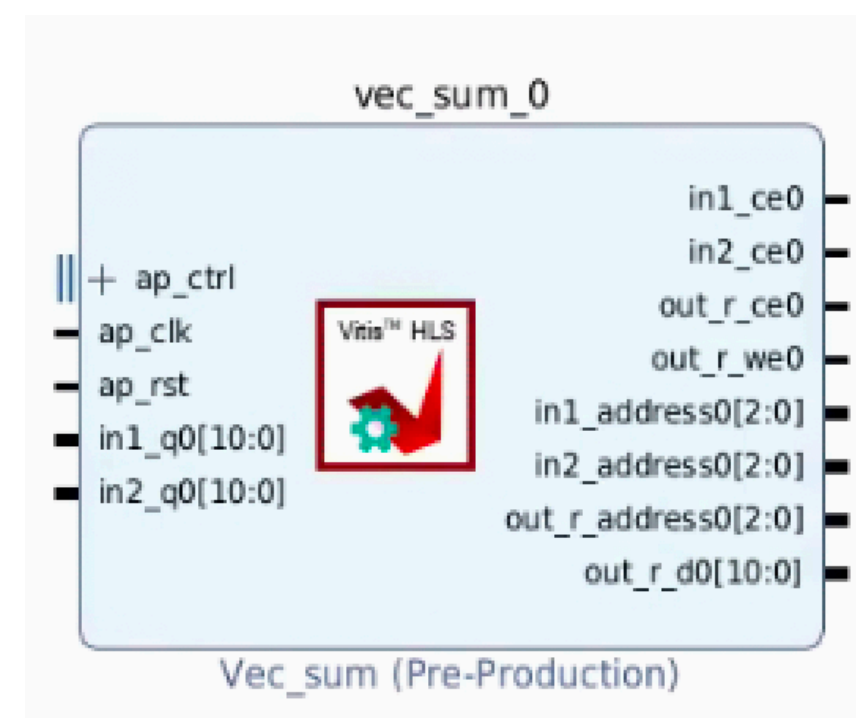 vec_sum_0
in1_ce0
in2_ce0
+ ap_ctrl
out_r_ce0
ap_clk
Vitis™ HLS
out_r_we0
ap_rst
in1_address0[2:0]
in1_q0[10:0]
in2_address0[2:0]
in2_q0[10:0]
out_r_address0[2:0]
out_r_d0[10:0]
Vec_sum (Pre-Production)